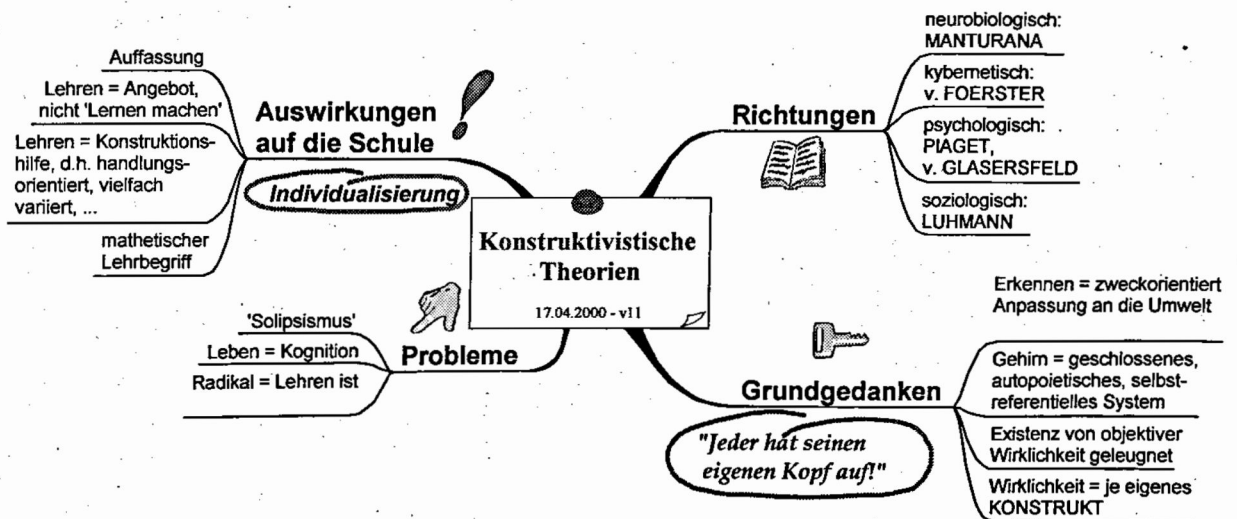 Konstruktivistische
Theorien
17.04.2000 - v11
Richtungen
neurobiologisch:
MANTURANA
kybernetisch:
v. FOERSTER
psychologisch:
PIAGET,
v. GLASERSFELD
soziologisch:
LUHMANN
Grundgedanken
"Jeder hat seinen
eigenen Kopf auf!"
Erkennen = zweckorientiert
Anpassung an die Umwelt
Gehirn = geschlossenes,
autopoietisches, selbst-
referentielles System
Existenz von objektiver
Wirklichkeit geleugnet
Wirklichkeit = je eigenes
KONSTRUKT
Probleme
'Solipsismus'
Leben = Kognition
Radikal = Lehren ist
Auswirkungen
auf die Schule
Individualisierung
Auffassung
Lehren = Angebot,
nicht 'Lernen machen'
Lehren = Konstruktions-
hilfe, d.h. handlungs-
orientiert, vielfach
variiert, ...
mathetischer
Lehrbegriff